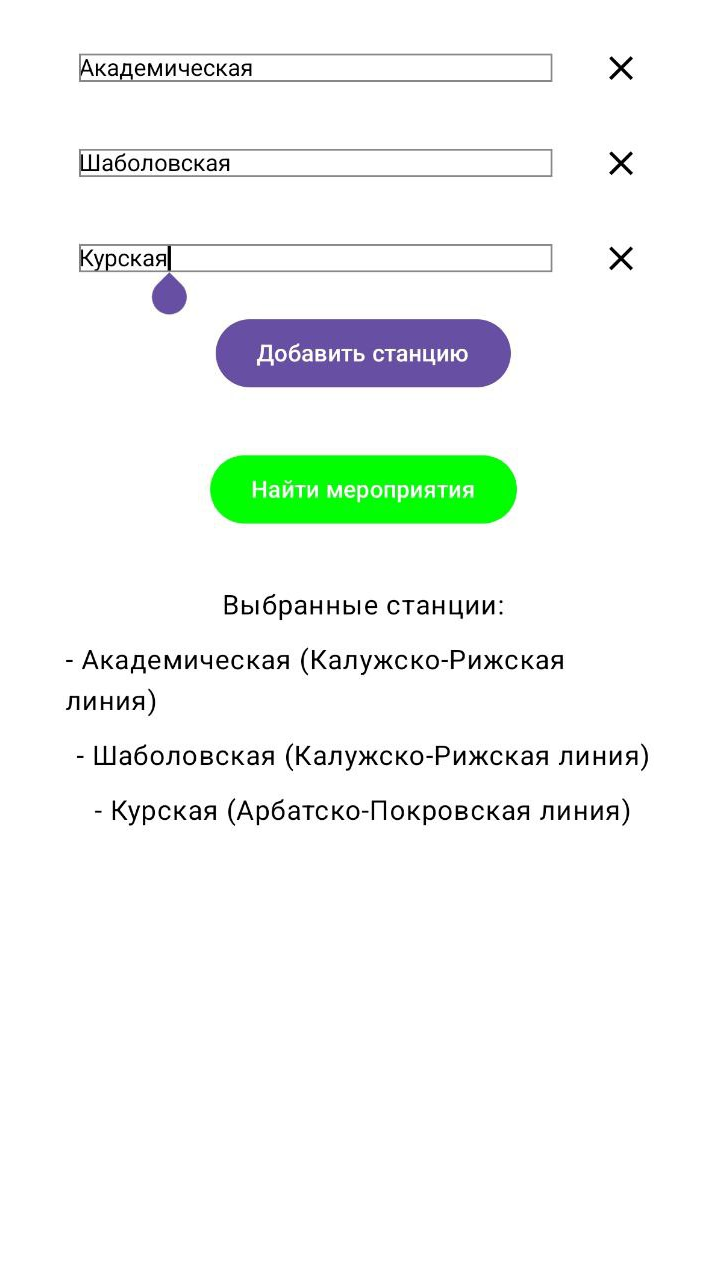 Академическая
Шаболовская
Курская
Добавить станцию
Найти мероприятия
Выбранные станции:
- Академическая (Калужско-Рижская
линия)
- Шаболовская (Калужско-Рижская линия)
- Курская (Арбатско-Покровская линия)